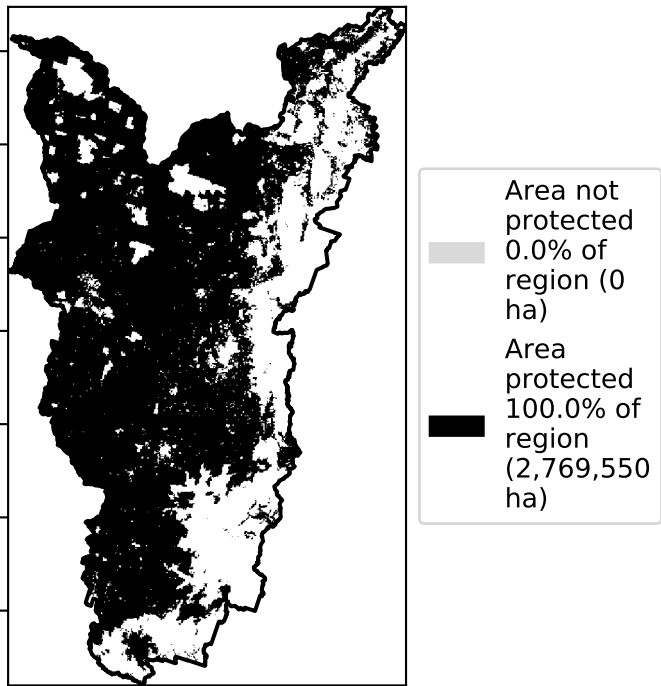 Area not
protected
0.0% of
region (0
ha)
Area
protected
100.0% of
region
(2,769,550
ha)